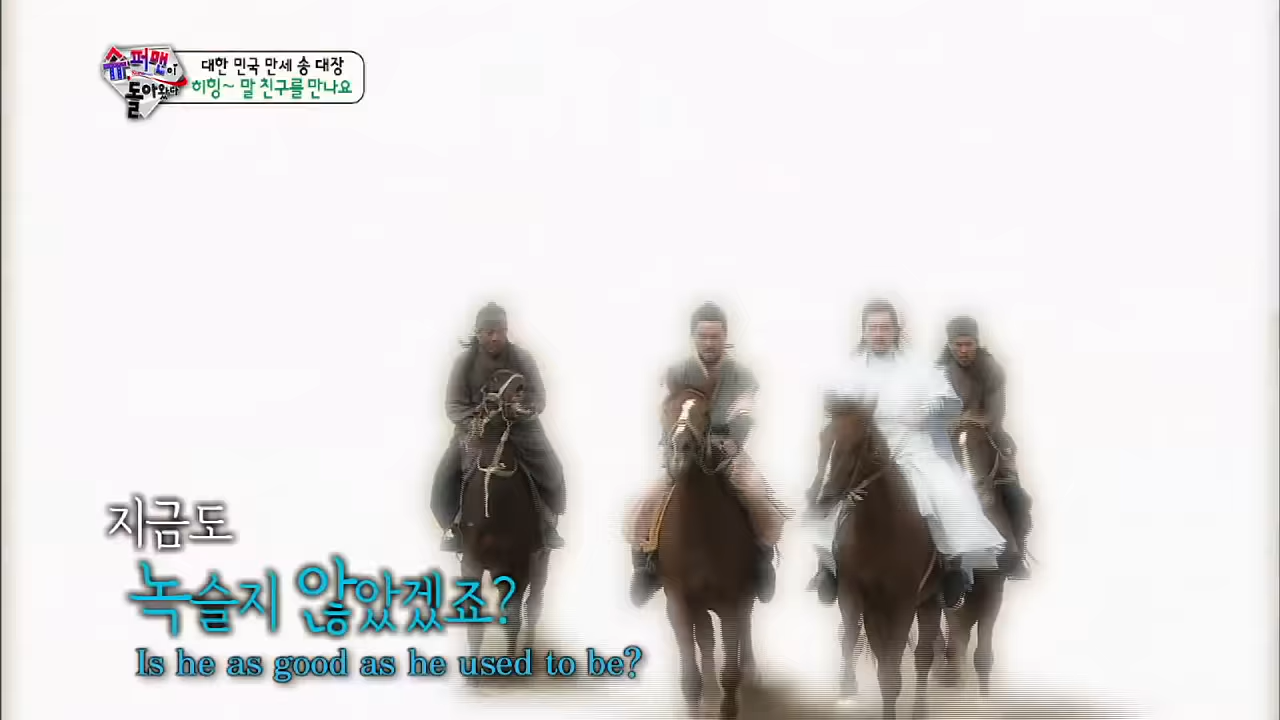 슈퍼맨이
돌아왔다
대한 민국 만세 송 대장
히힝~ 말 친구를 만나요
지금도
녹슬지 않았겠죠?
Is he as good as he used to be?